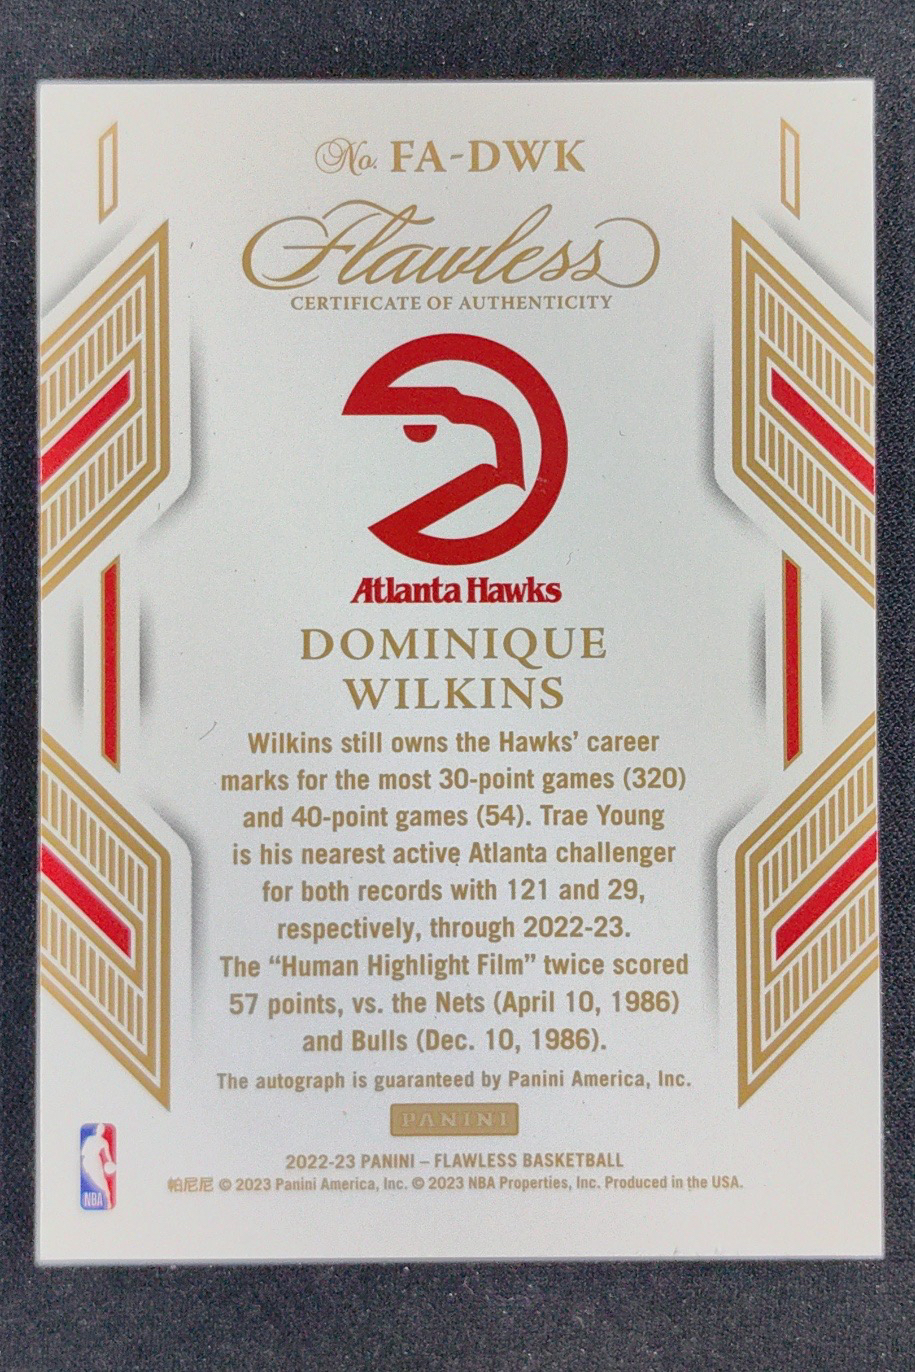 No. FA-DWK
Flawless
CERTIFICATE OF AUTHENTICITY
Atlanta Hawks
DOMINIQUE
WILKINS
Wilkins still owns the Hawks’ career
marks for the most 30-point games (320)
and 40-point games (54). Trae Young
is his nearest active Atlanta challenger
for both records with 121 and 29,
respectively, through 2022-23.
The “Human Highlight Film” twice scored
57 points, vs. the Nets (April 10, 1986)
and Bulls (Dec. 10, 1986).
The autograph is guaranteed by Panini America, Inc.
PANINI
2022-23 PANINI – FLAWLESS BASKETBALL
帕尼尼 © 2023 Panini America, Inc. © 2023 NBA Properties, Inc. Produced in the USA.
NBA